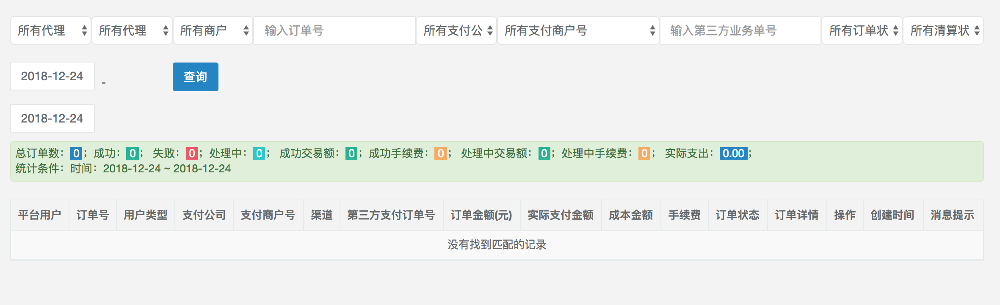 所有代理 所有代理 所有商户 输入订单号 所有支付公 所有支付商户号 输入第三方业务单号 所有订单状 所有清算状
2018-12-24 - 查询
2018-12-24
总订单数：0；成功：0； 失败：0；处理中：0； 成功交易额：0；成功手续费：0； 处理中交易额：0；处理中手续费：0； 实际支出：0.00；
统计条件：时间：2018-12-24 ~ 2018-12-24
平台用户 订单号 用户类型 支付公司 支付商户号 渠道 第三方支付订单号 订单金额(元) 实际支付金额 成本金额 手续费 订单状态 订单详情 操作 创建时间 消息提示
没有找到匹配的记录